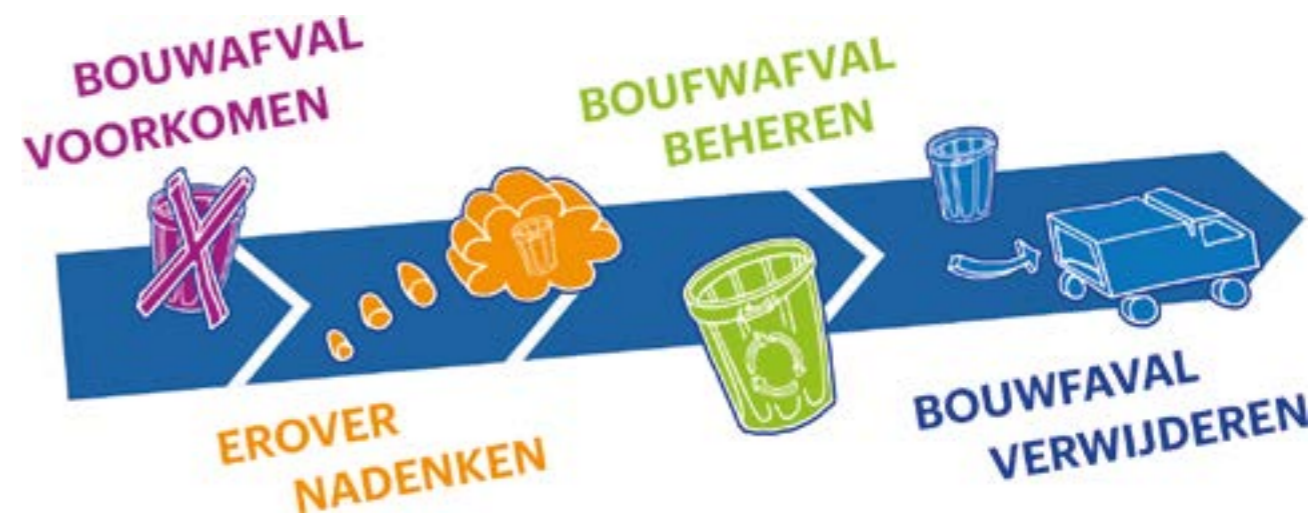 BOUWAFVAL
VOORKOMEN
EROVER
NADENKEN
BOUFWAFVAL
BEHEREN
BOUWFAVAL
VERWIJDEREN